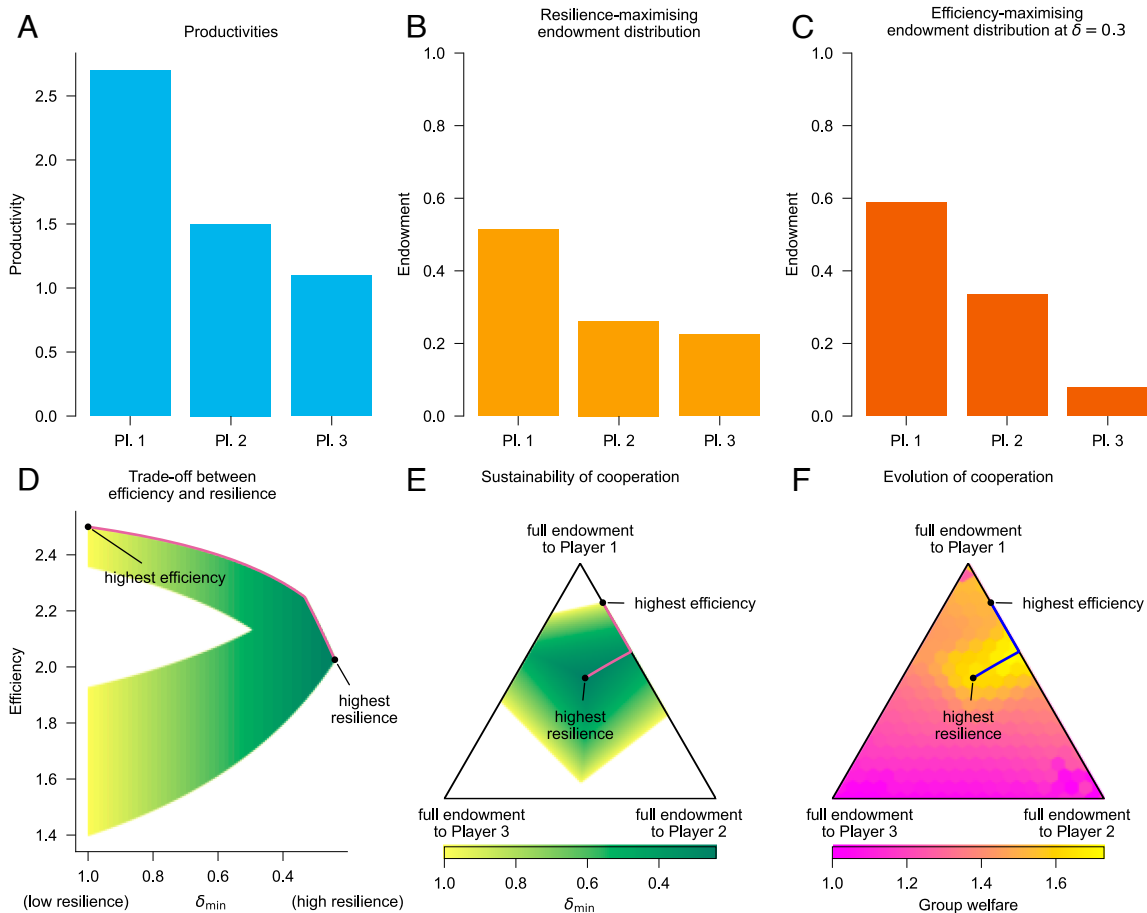 A
Productivities
Productivity
2.5
2.0
1.5
1.0
0.5
0.0
Pl. 1
Pl. 2
Pl. 3
B
Resilience-maximising
endowment distribution
Endowment
1.0
0.8
0.6
0.4
0.2
0.0
Pl. 1
Pl. 2
Pl. 3
C
Efficiency-maximising
endowment distribution at δ = 0.3
Endowment
1.0
0.8
0.6
0.4
0.2
0.0
Pl. 1
Pl. 2
Pl. 3
D
Trade-off between
efficiency and resilience
Efficiency
2.4
2.2
2.0
1.8
1.6
1.4
highest efficiency
highest
resilience
1.0
0.8
0.6
0.4
(low resilience)
δmin
(high resilience)
E
Sustainability of cooperation
full endowment
to Player 1
highest efficiency
highest
resilience
full endowment
to Player 3
full endowment
to Player 2
1.0
0.8
0.6
0.4
δmin
F
Evolution of cooperation
full endowment
to Player 1
highest efficiency
highest
resilience
full endowment
to Player 3
full endowment
to Player 2
1.0
1.2
1.4
1.6
Group welfare